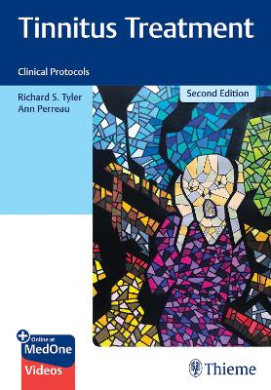 Tinnitus Treatment
Clinical Protocols
Richard S. Tyler
Ann Perreau
Second Edition
+ Online at
MedOne
Videos
Thieme